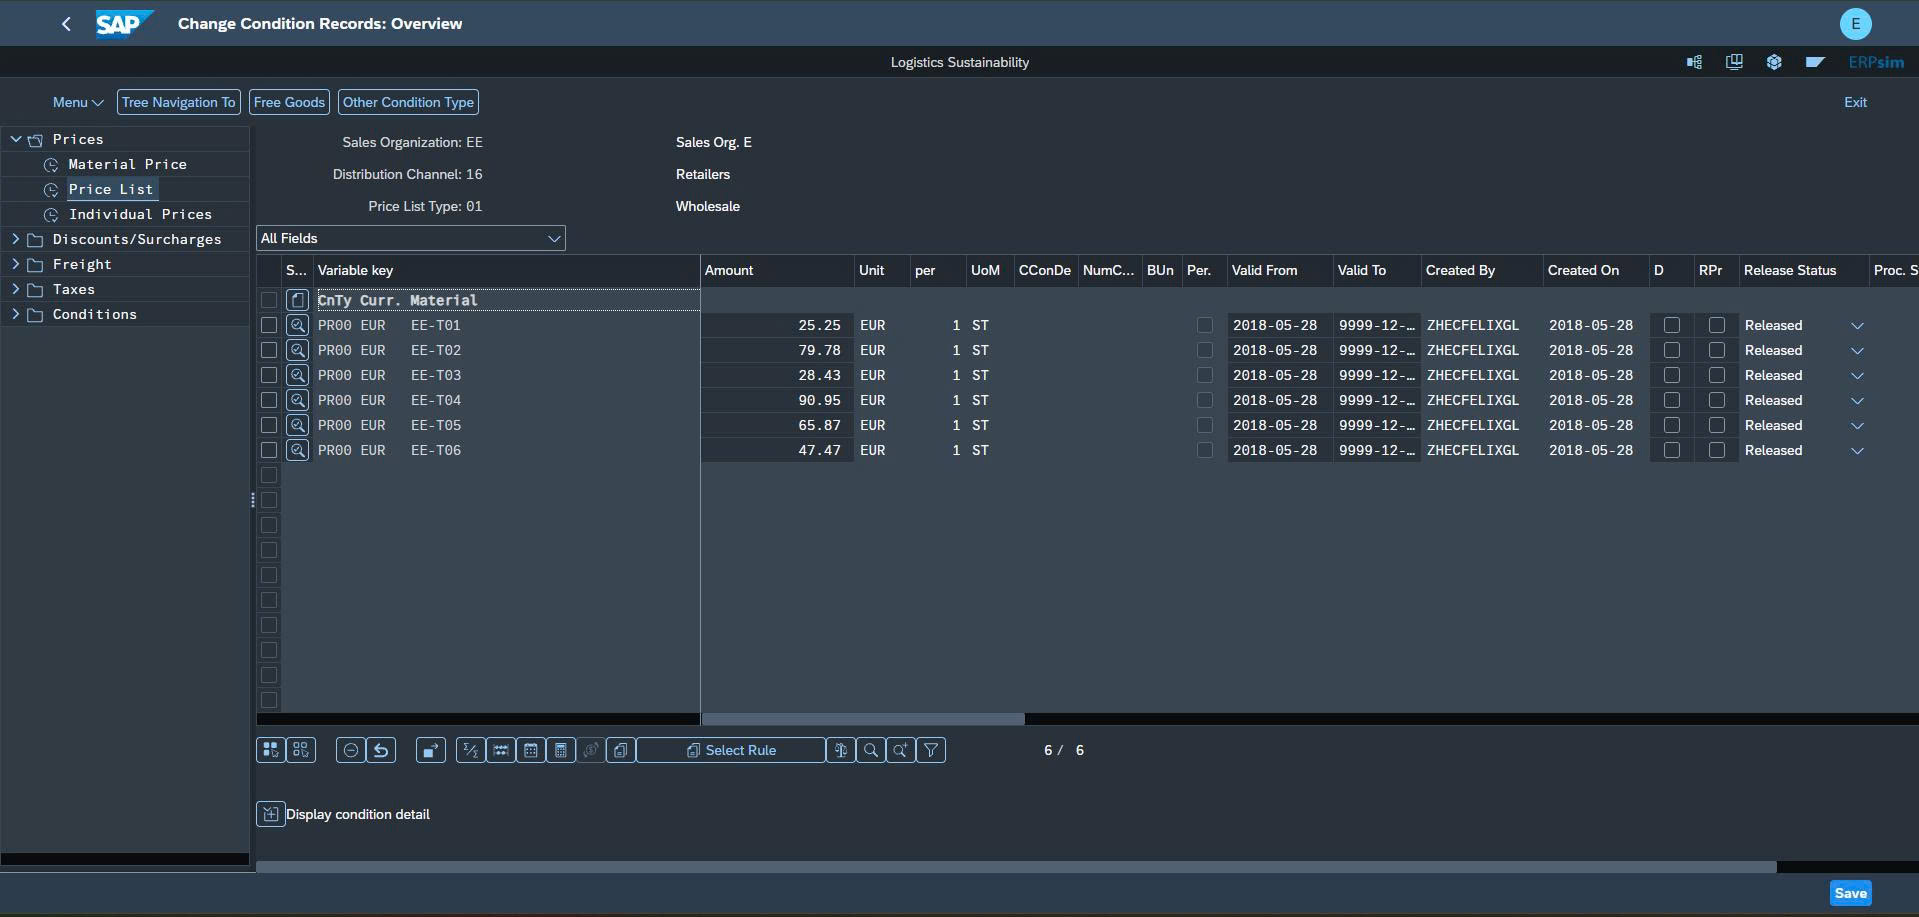 SAP Change Condition Records: Overview E
Logistics Sustainability ERPsim
Menu Tree Navigation To Free Goods Other Condition Type Exit
Prices
Material Price
Price List
Individual Prices
Discounts/Surcharges
Freight
Taxes
Conditions
Sales Organization: EE Sales Org. E
Distribution Channel: 16 Retailers
Price List Type: 01 Wholesale
All Fields
S... Variable key Amount Unit per UoM CConDe NumC... BUn Per. Valid From Valid To Created By Created On D RPr Release Status Proc. S
CnTy Curr. Material
PR00 EUR EE-T01 25.25 EUR 1 ST 2018-05-28 9999-12-... ZHECFELIXGL 2018-05-28 Released
PR00 EUR EE-T02 79.78 EUR 1 ST 2018-05-28 9999-12-... ZHECFELIXGL 2018-05-28 Released
PR00 EUR EE-T03 28.43 EUR 1 ST 2018-05-28 9999-12-... ZHECFELIXGL 2018-05-28 Released
PR00 EUR EE-T04 90.95 EUR 1 ST 2018-05-28 9999-12-... ZHECFELIXGL 2018-05-28 Released
PR00 EUR EE-T05 65.87 EUR 1 ST 2018-05-28 9999-12-... ZHECFELIXGL 2018-05-28 Released
PR00 EUR EE-T06 47.47 EUR 1 ST 2018-05-28 9999-12-... ZHECFELIXGL 2018-05-28 Released
Select Rule 6 / 6
Display condition detail
Save